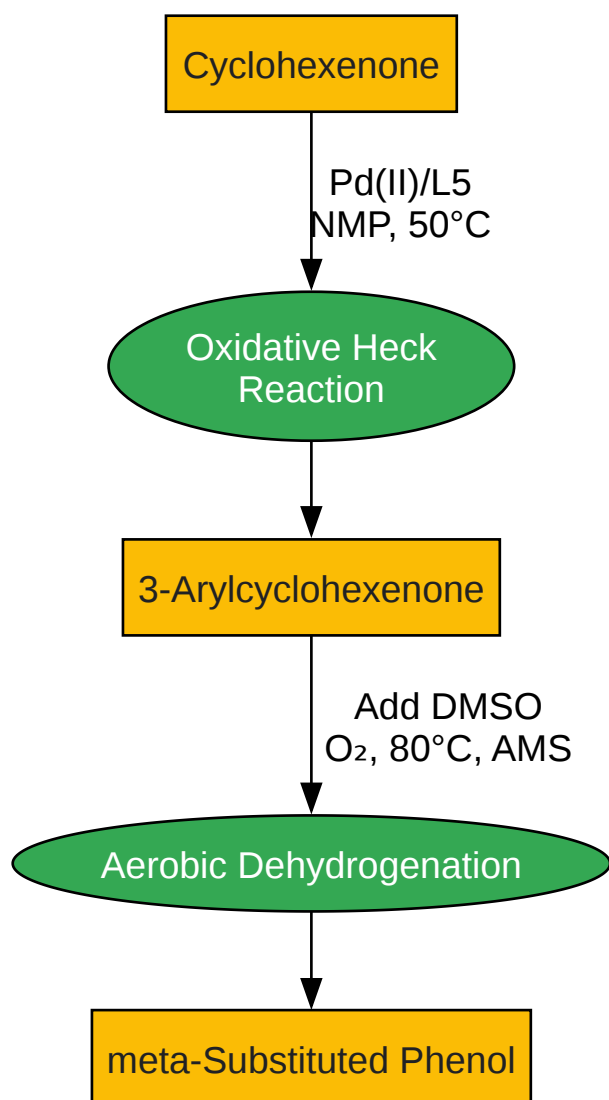 Cyclohexenone
Pd(II)/L5
NMP, 50°C
Oxidative Heck
Reaction
3-Arylcyclohexenone
Add DMSO
O₂, 80°C, AMS
Aerobic Dehydrogenation
meta-Substituted Phenol